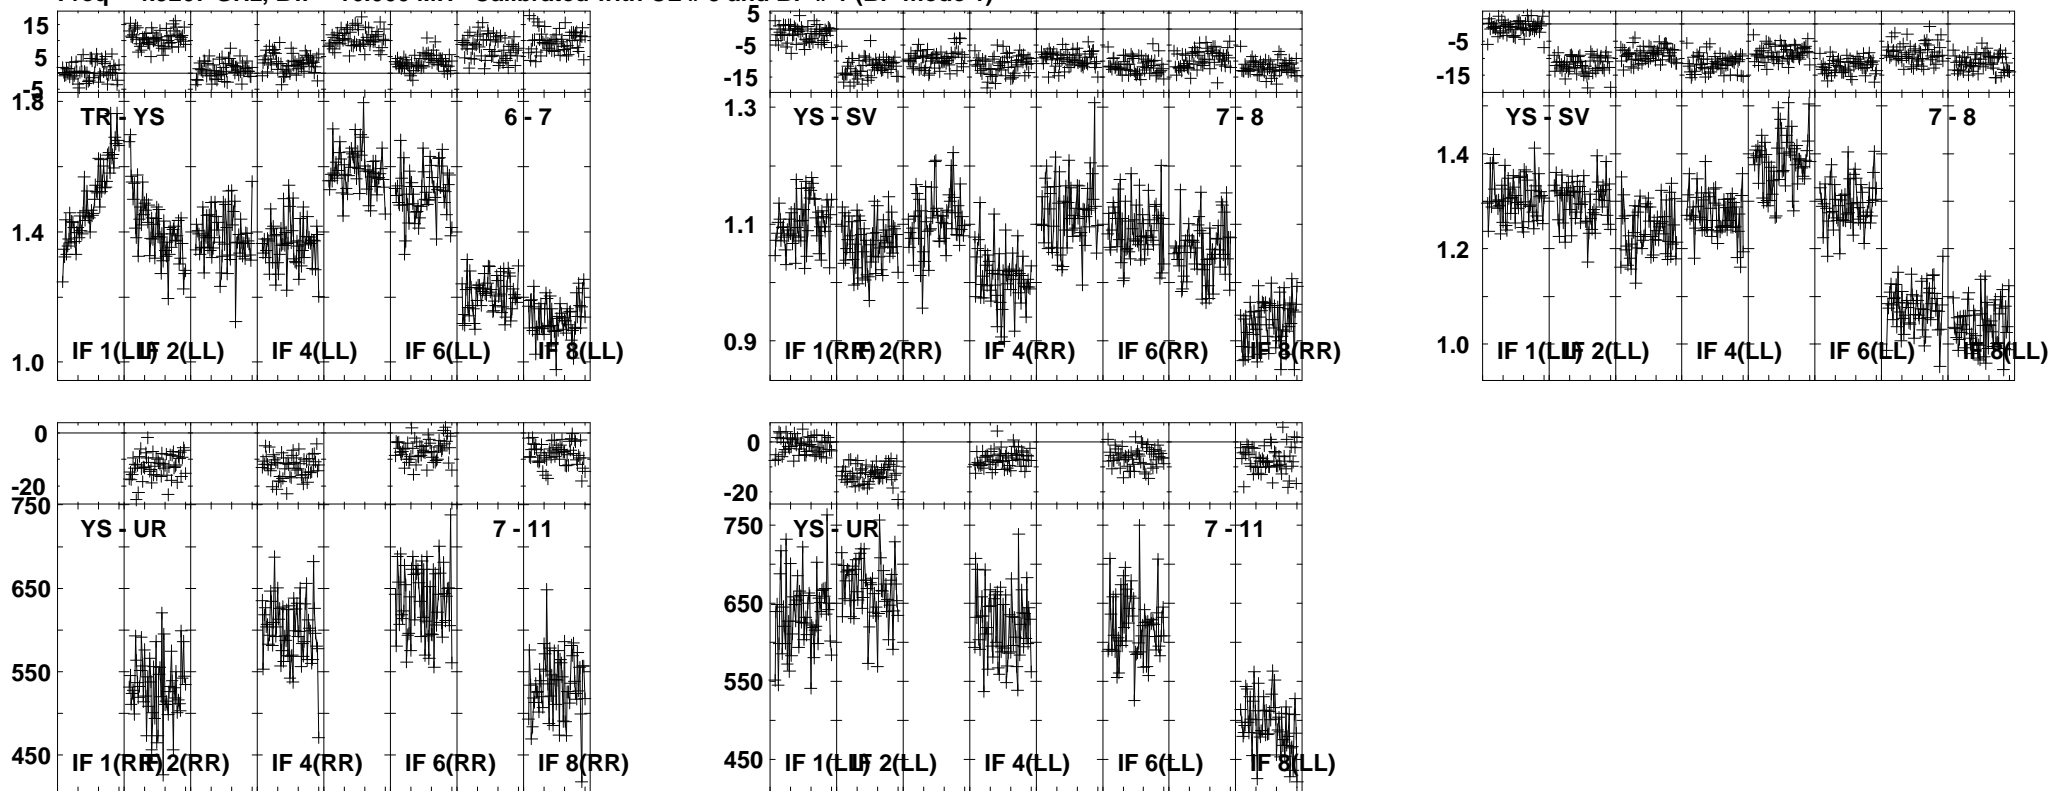 15
5
-5
1.8
1.4
1.0
TR - YS 6 - 7
IF 1(LL) IF 2(LL) IF 4(LL) IF 6(LL) IF 8(LL)
5
-5
-15
1.3
1.1
0.9
YS - SV 7 - 8
IF 1(RR) IF 2(RR) IF 4(RR) IF 6(RR) IF 8(RR)
-5
-15
1.4
1.2
1.0
YS - SV 7 - 8
IF 1(LL) IF 2(LL) IF 4(LL) IF 6(LL) IF 8(LL)
0
-20
750
650
550
450
YS - UR 7 - 11
IF 1(RR) IF 2(RR) IF 4(RR) IF 6(RR) IF 8(RR)
0
-20
750
650
550
450
YS - UR 7 - 11
IF 1(LL) IF 2(LL) IF 4(LL) IF 6(LL) IF 8(LL)